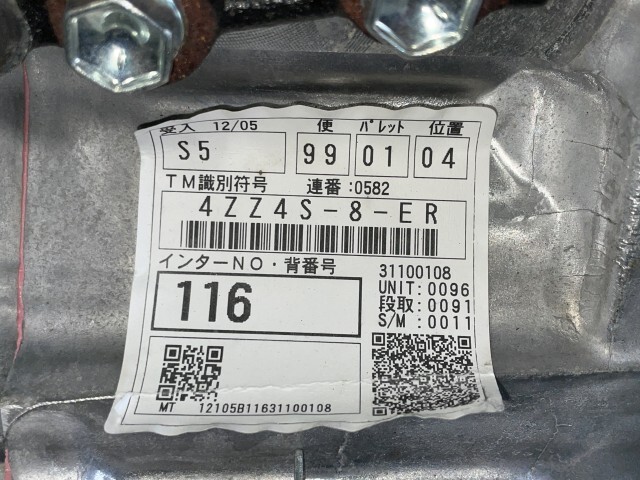 受入 12/05 便 パレット 位置
S5 99 01 04
TM識別符号 連番:0582
4ZZ4S-8-ER
インターNO・背番号 31100108
UNIT:0096
116 段取:0091
S/M :0011
MT 12105B11631100108